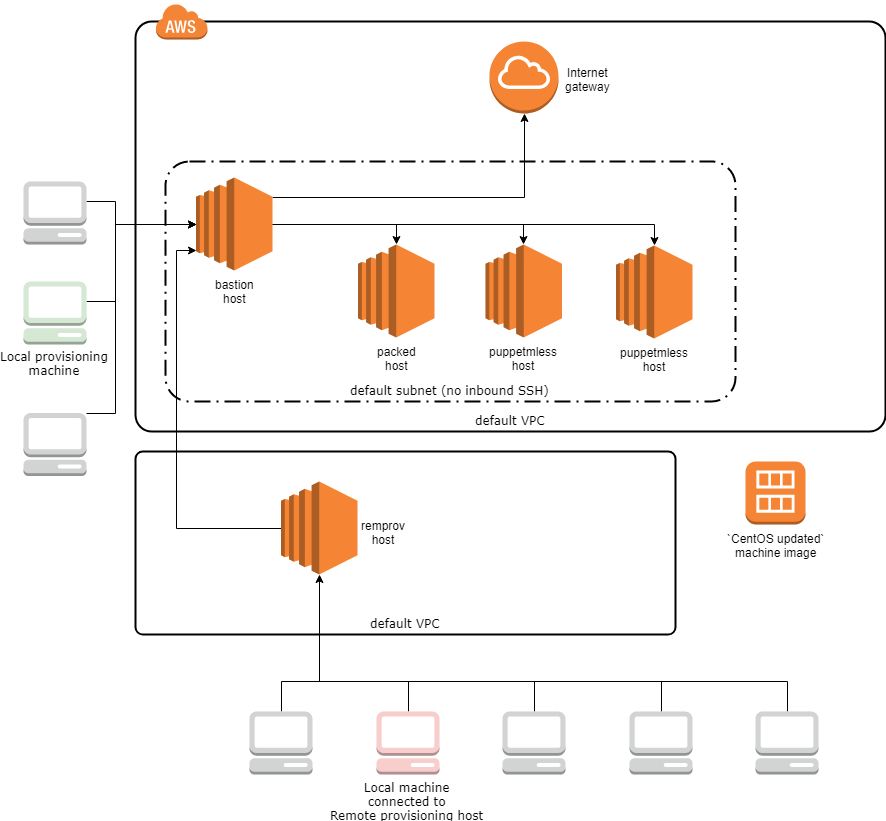 AWS
Internet
gateway
bastion
host
packed
host
puppetmless
host
puppetmless
host
Local provisioning
machine
default subnet (no inbound SSH)
default VPC
remprov
host
`CentOS updated`
machine image
default VPC
Local machine
connected to
Remote provisioning host